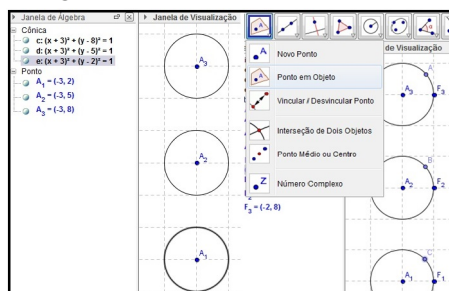 Janela de Álgebra
Cônica
c: (x + 3)² + (y - 8)² = 1
d: (x + 3)² + (y - 5)² = 1
e: (x + 3)² + (y - 2)² = 1
Ponto
A₁ = (-3, 2)
A₂ = (-3, 5)
A₃ = (-3, 8)
Janela de Visualização
A₃
A₂
A₁
A
Novo Ponto
Ponto em Objeto
Vincular / Desvincular Ponto
Interseção de Dois Objetos
Ponto Médio ou Centro
Z
Número Complexo
F₃ = (-2, 8)
de Visualização
A
A₃
F₃
B
A₂
F₂
C
A₁
F₁